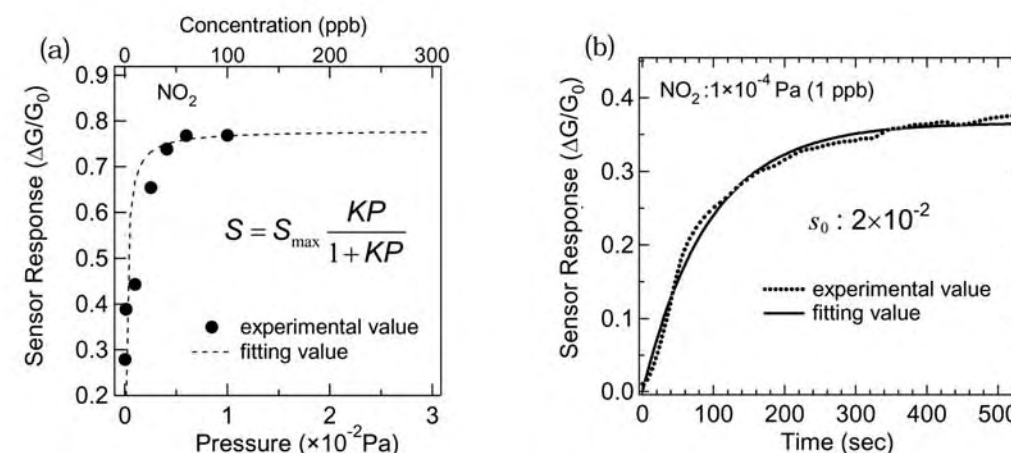 (a)
Concentration (ppb)
0 100 200 300
0.9
0.8
0.7
0.6
0.5
0.4
0.3
0.2
Sensor Response (ΔG/G₀)
NO₂
S = Sₘₐₓ KP / 1 + KP
experimental value
fitting value
0 1 2 3
Pressure (×10⁻²Pa)
(b)
0.4
0.3
0.2
0.1
0.0
Sensor Response (ΔG/G₀)
NO₂:1×10⁻⁴ Pa (1 ppb)
s₀ : 2×10⁻²
experimental value
fitting value
0 100 200 300 400 500
Time (sec)